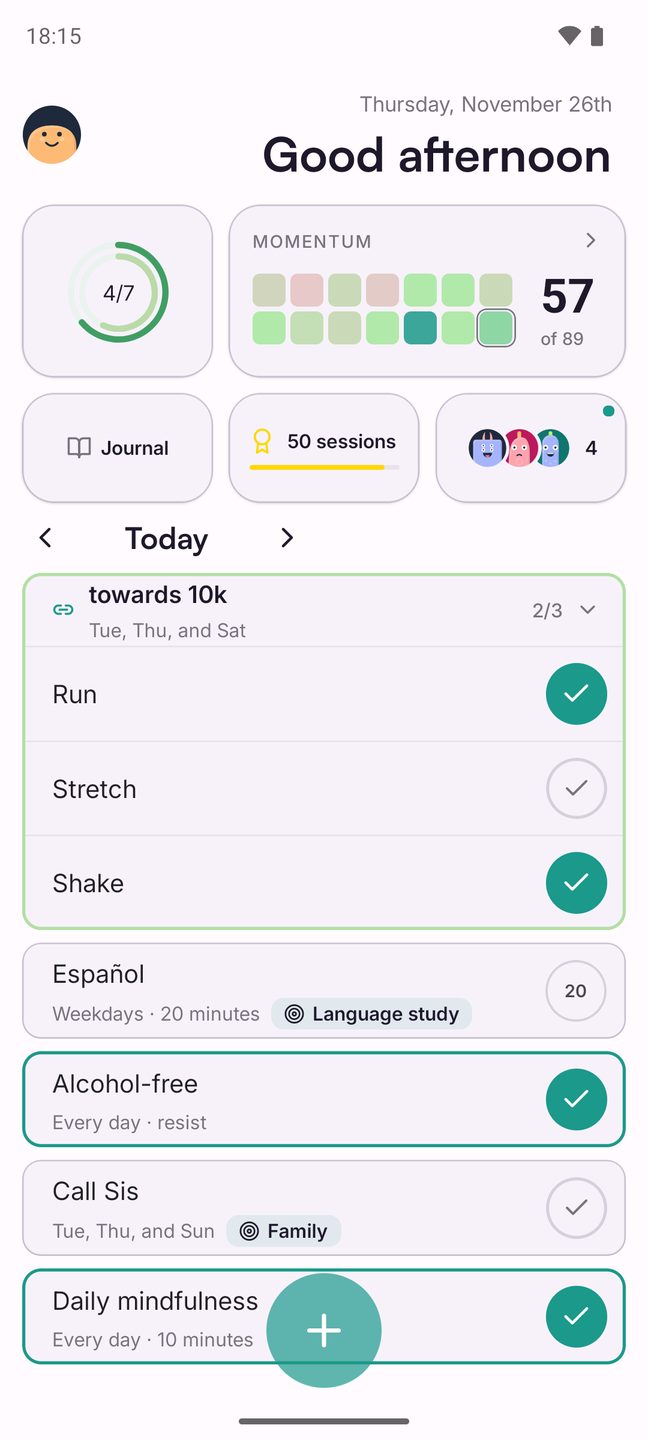 18:15
Thursday, November 26th
Good afternoon
4/7
MOMENTUM
57
of 89
Journal
50 sessions
4
Today
towards 10k
Tue, Thu, and Sat
2/3
Run
Stretch
Shake
Español
Weekdays · 20 minutes
Language study
20
Alcohol-free
Every day · resist
Call Sis
Tue, Thu, and Sun
Family
Daily mindfulness
Every day · 10 minutes